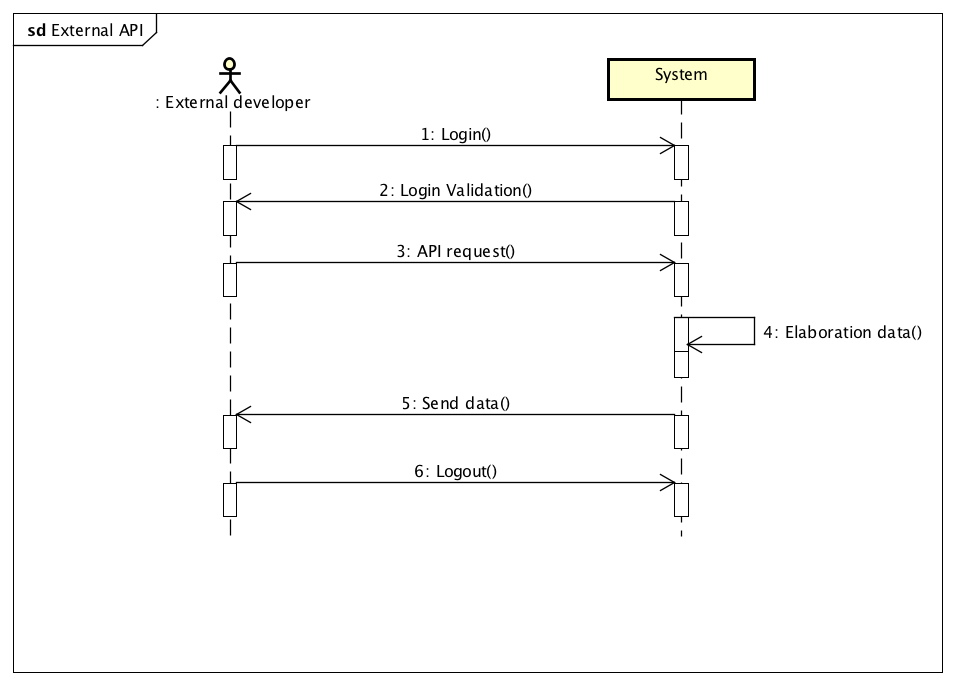 sd External API
: External developer
System
1: Login()
2: Login Validation()
3: API request()
4: Elaboration data()
5: Send data()
6: Logout()